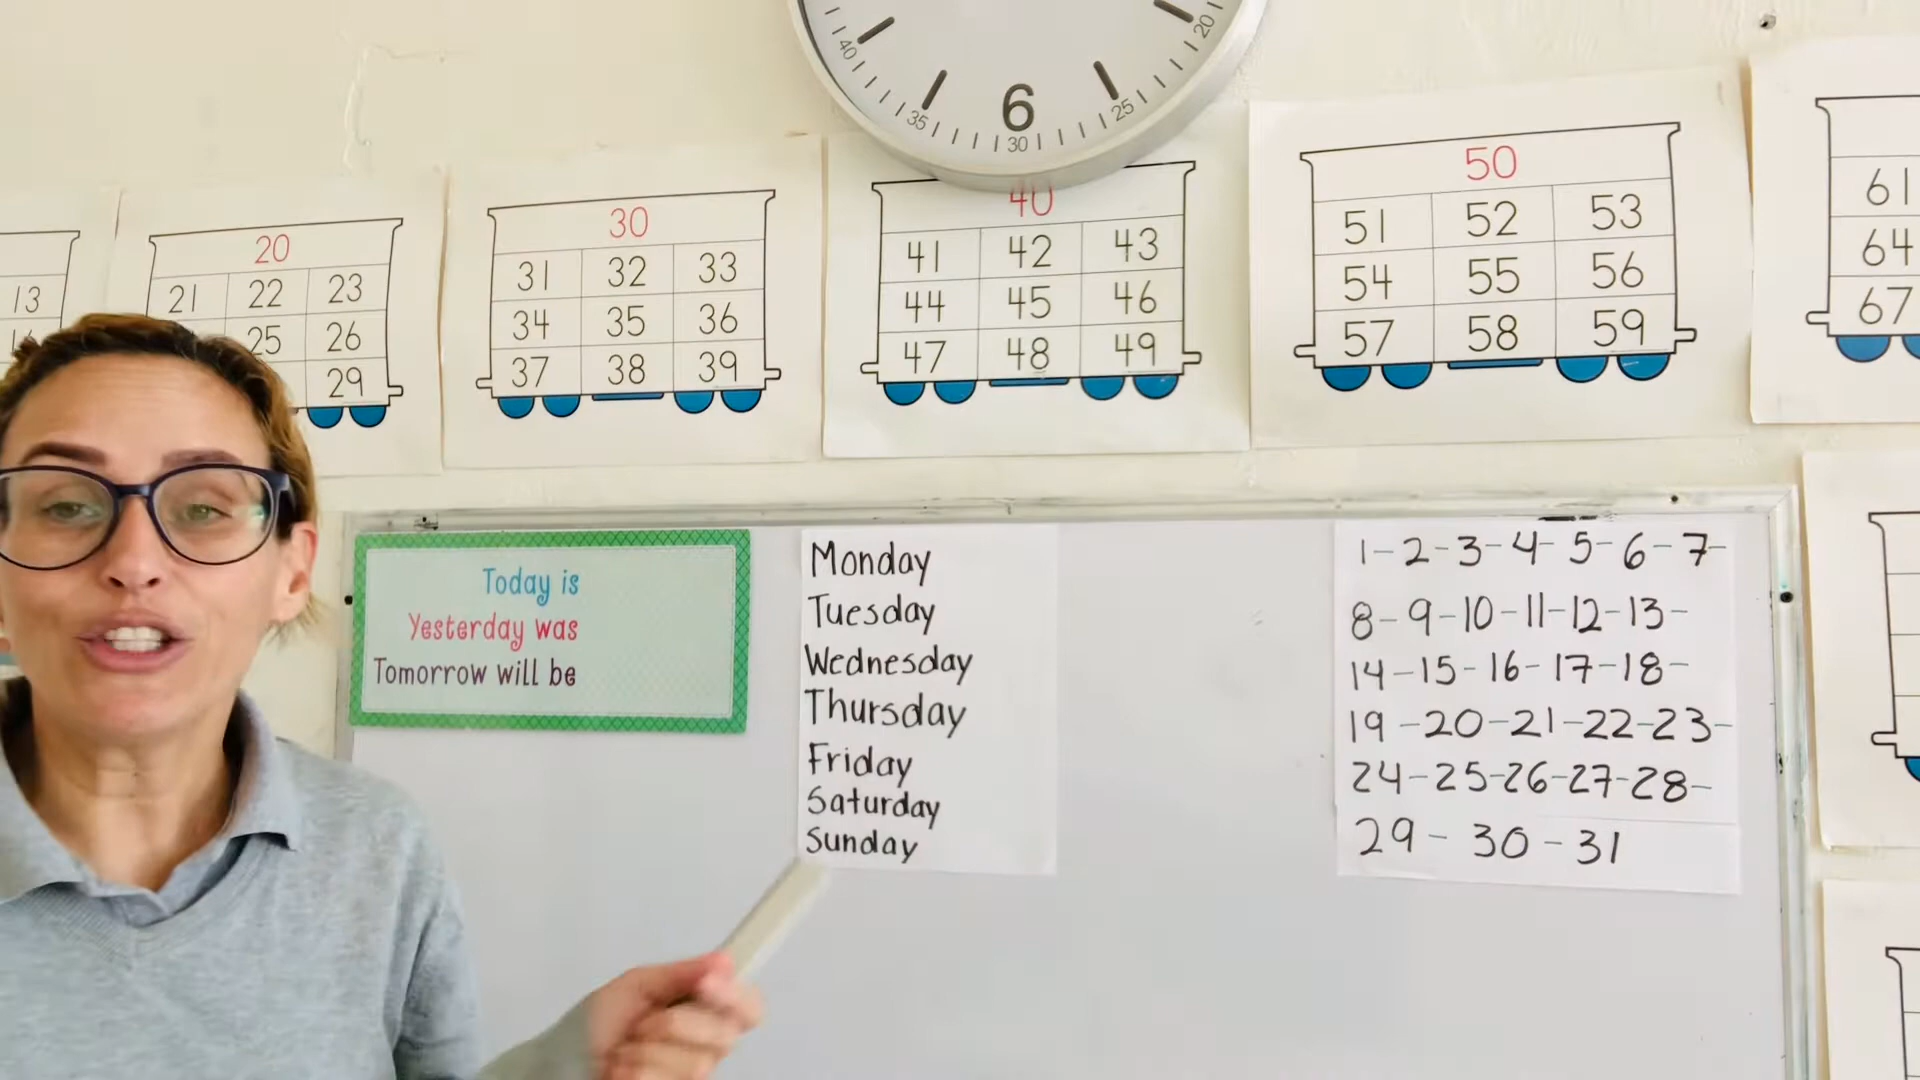 40
35
6
30
25
20
13
20
21 22 23
25 26
29
30
31 32 33
34 35 36
37 38 39
40
41 42 43
44 45 46
47 48 49
50
51 52 53
54 55 56
57 58 59
61
64
67
Today is
Yesterday was
Tomorrow will be
Monday
Tuesday
Wednesday
Thursday
Friday
Saturday
Sunday
1-2-3-4-5-6-7-
8-9-10-11-12-13-
14-15-16-17-18-
19-20-21-22-23-
24-25-26-27-28-
29-30-31